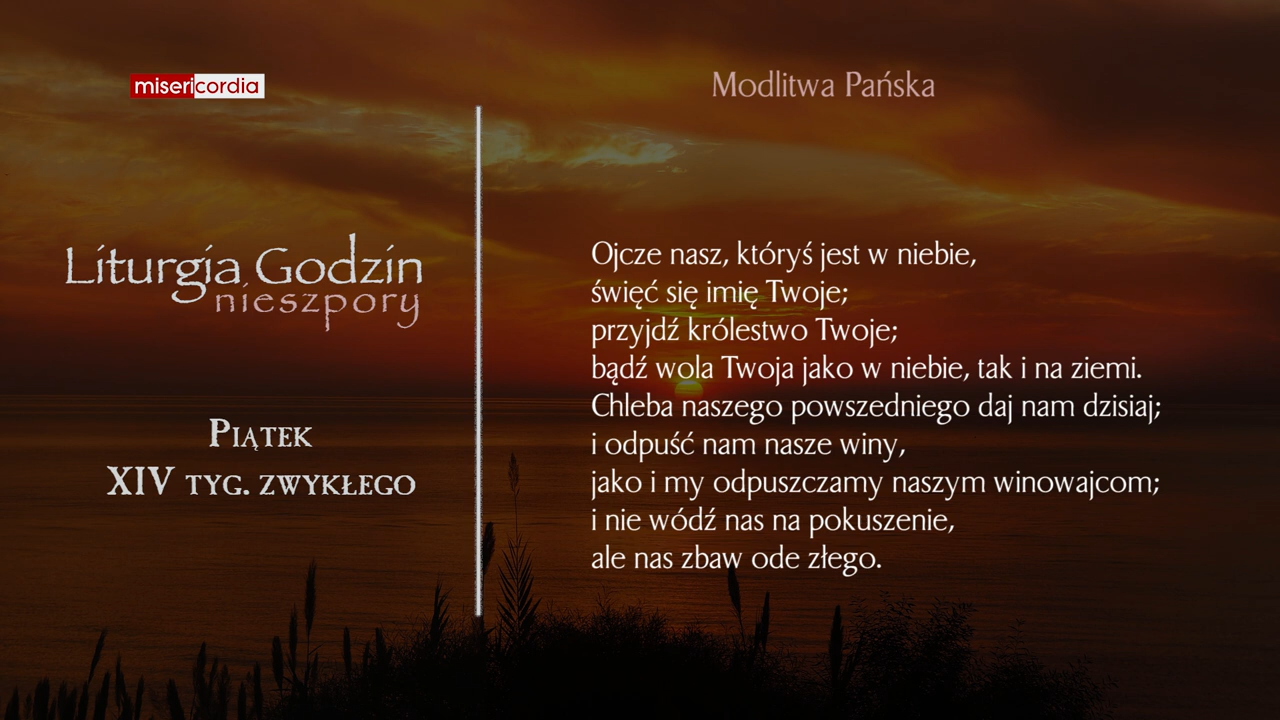 misericordia
Liturgia Godzin
nieszpory
Piątek
XIV tyg. zwykłego
Modlitwa Pańska
Ojcze nasz, któryś jest w niebie,
święć się imię Twoje;
przyjdź królestwo Twoje;
bądź wola Twoja jako w niebie, tak i na ziemi.
Chleba naszego powszedniego daj nam dzisiaj;
i odpuść nam nasze winy,
jako i my odpuszczamy naszym winowajcom;
i nie wódź nas na pokuszenie,
ale nas zbaw ode złego.